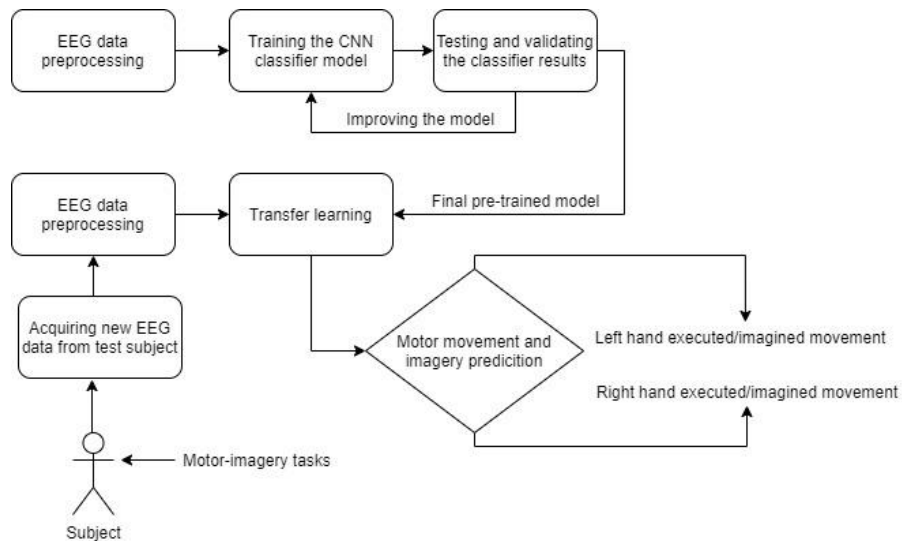 EEG data
preprocessing
Training the CNN
classifier model
Testing and validating
the classifier results
Improving the model
EEG data
preprocessing
Transfer learning
Final pre-trained model
Acquiring new EEG
data from test subject
Motor movement and
imagery predicition
Left hand executed/imagined movement
Right hand executed/imagined movement
Motor-imagery tasks
Subject